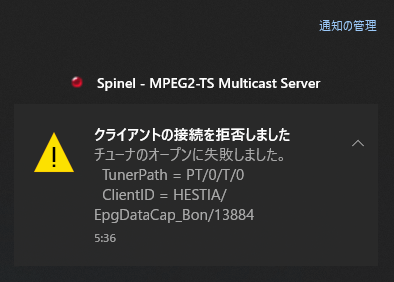 通知の管理
Spinel - MPEG2-TS Multicast Server
クライアントの接続を拒否しました
チューナのオープンに失敗しました。
TunerPath = PT/0/T/0
ClientID = HESTIA/
EpgDataCap_Bon/13884
5:36